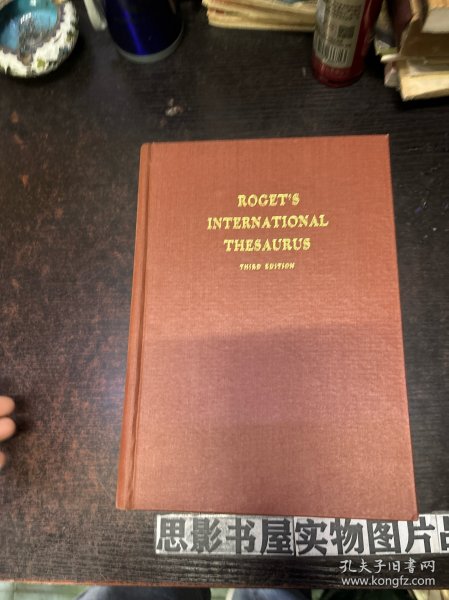 ROGET'S
INTERNATIONAL
THESAURUS
THIRD EDITION
思影书屋实物图片品
孔夫子旧书网
www.kongfz.com